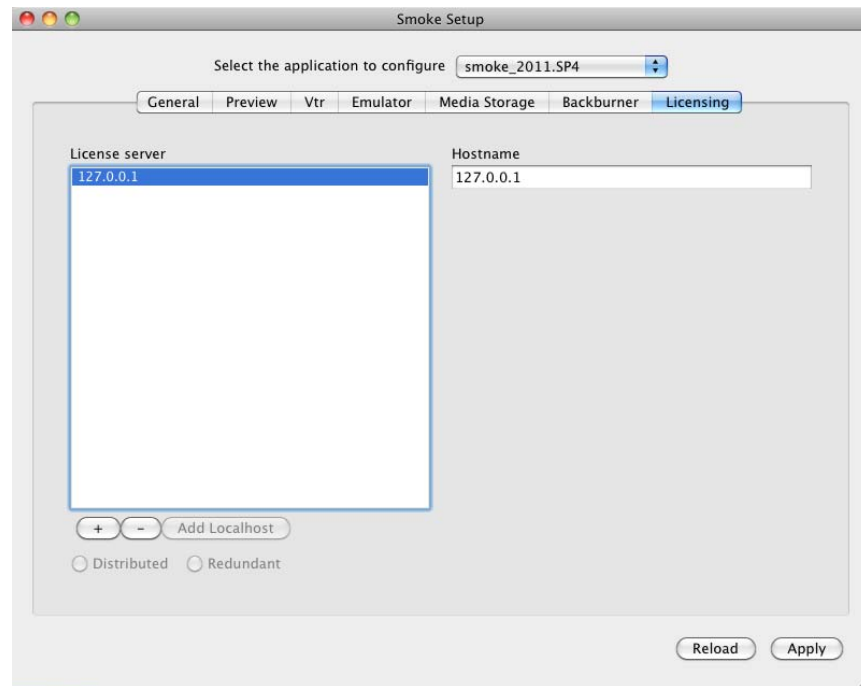 Smoke Setup
Select the application to configure smoke_2011.SP4
General Preview Vtr Emulator Media Storage Backburner Licensing
License server Hostname
127.0.0.1 127.0.0.1
+ - Add Localhost
Distributed Redundant
Reload Apply